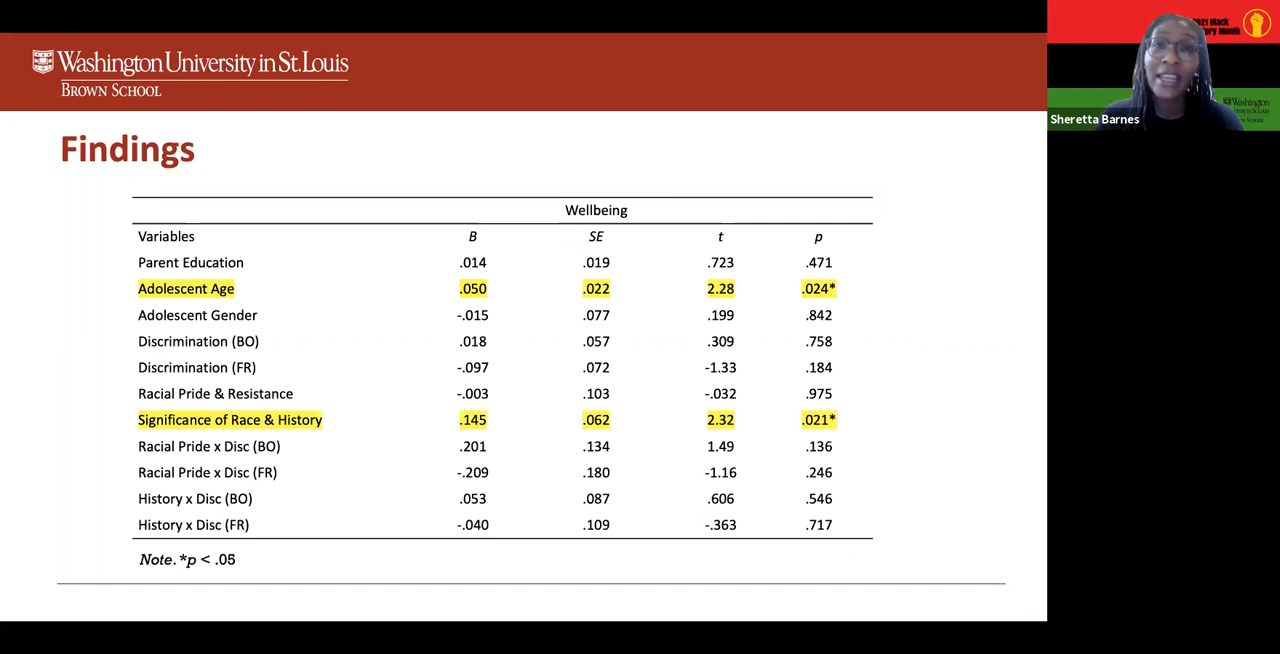 Washington University in St. Louis
BROWN SCHOOL
Findings
Wellbeing
Variables B SE t p
Parent Education .014 .019 .723 .471
Adolescent Age .050 .022 2.28 .024*
Adolescent Gender -.015 .077 .199 .842
Discrimination (BO) .018 .057 .309 .758
Discrimination (FR) -.097 .072 -1.33 .184
Racial Pride & Resistance -.003 .103 -.032 .975
Significance of Race & History .145 .062 2.32 .021*
Racial Pride x Disc (BO) .201 .134 1.49 .136
Racial Pride x Disc (FR) -.209 .180 -1.16 .246
History x Disc (BO) .053 .087 .606 .546
History x Disc (FR) -.040 .109 -.363 .717
Note. *p < .05
2021 Black
Month
Sheretta Barnes
Washington